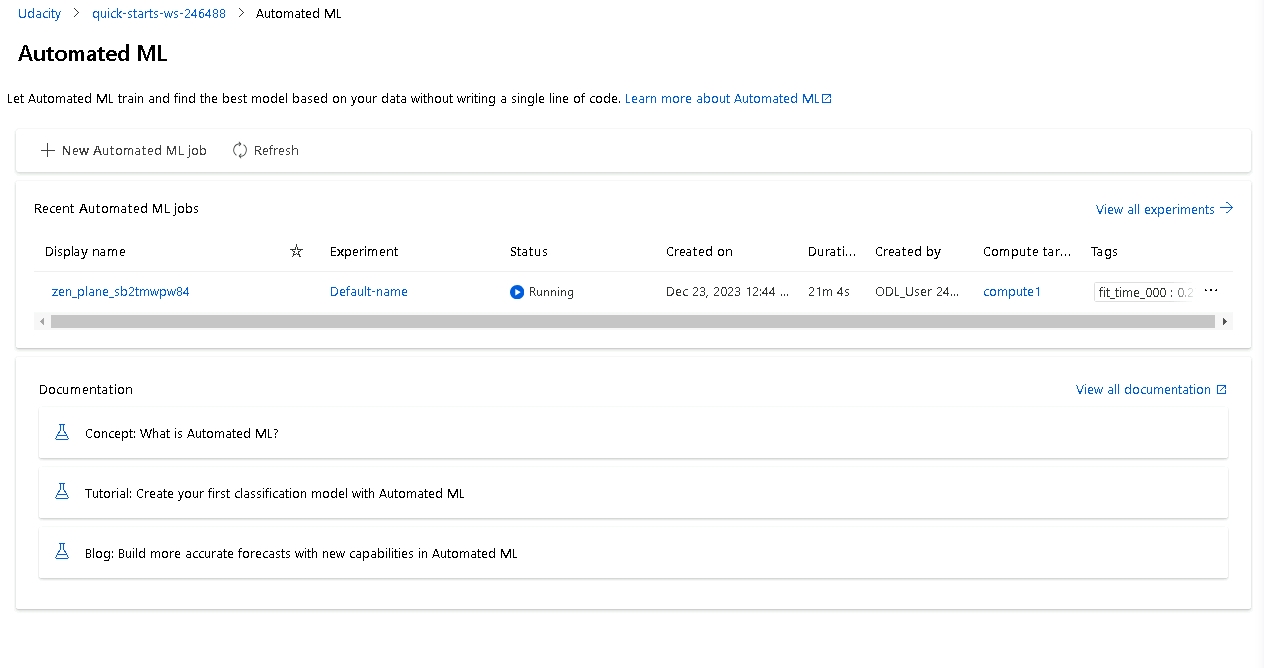 Udacity > quick-starts-ws-246488 > Automated ML
Automated ML
Let Automated ML train and find the best model based on your data without writing a single line of code. Learn more about Automated ML
New Automated ML job Refresh
Recent Automated ML jobs View all experiments
Display name Experiment Status Created on Durati... Created by Compute tar... Tags
zen_plane_sb2tmwpw84 Default-name Running Dec 23, 2023 12:44 ... 21m 4s ODL_User 24... compute1 fit_time_000 : 0.2 ...
Documentation View all documentation
Concept: What is Automated ML?
Tutorial: Create your first classification model with Automated ML
Blog: Build more accurate forecasts with new capabilities in Automated ML